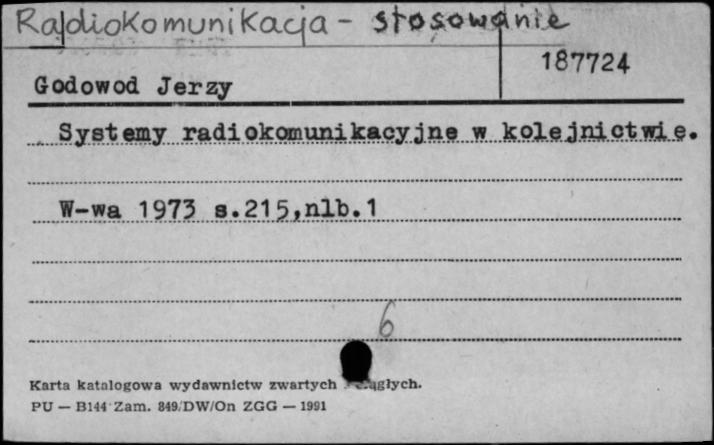 Radiokomunikacja - stosowanie
187724
Godowod Jerzy
Systemy radiokomunikacyjne w kolejnictwie.
W-wa 1973 s.215,nlb.1
6
Karta katalogowa wydawnictw zwartych
PU — B144 Zam. 849/DW/On ZGG — 1991